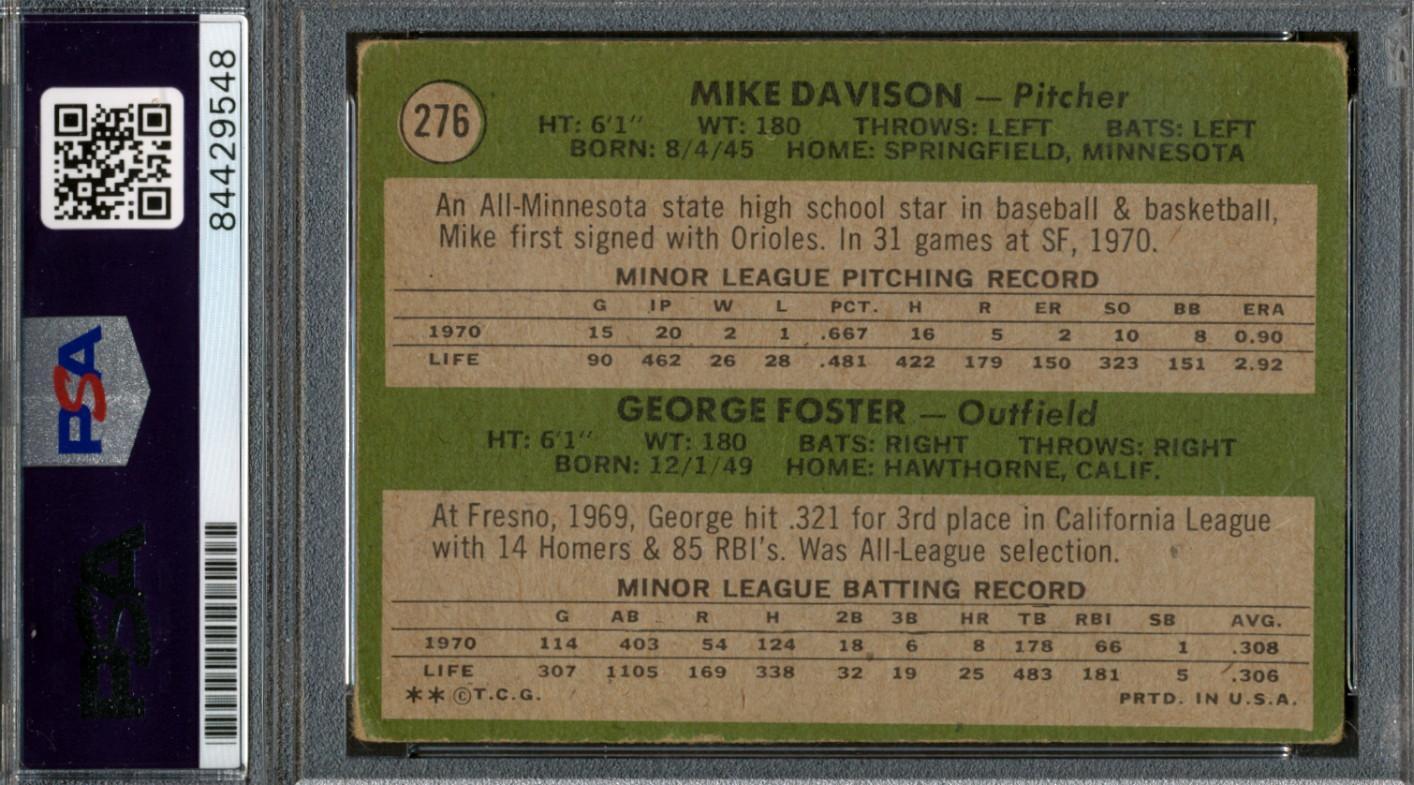 84429548
PSA
PSA
276
MIKE DAVISON — Pitcher
HT: 6'1" WT: 180 THROWS: LEFT BATS: LEFT
BORN: 8/4/45 HOME: SPRINGFIELD, MINNESOTA
An All-Minnesota state high school star in baseball & basketball,
Mike first signed with Orioles. In 31 games at SF, 1970.
MINOR LEAGUE PITCHING RECORD
G IP W L PCT. H R ER SO BB ERA
1970 15 20 2 1 .667 16 5 2 10 8 0.90
LIFE 90 462 26 28 .481 422 179 150 323 151 2.92
GEORGE FOSTER — Outfield
HT: 6'1" WT: 180 BATS: RIGHT THROWS: RIGHT
BORN: 12/1/49 HOME: HAWTHORNE, CALIF.
At Fresno, 1969, George hit .321 for 3rd place in California League
with 14 Homers & 85 RBI's. Was All-League selection.
MINOR LEAGUE BATTING RECORD
G AB R H 2B 3B HR TB RBI SB AVG.
1970 114 403 54 124 18 6 8 178 66 1 .308
LIFE 307 1105 169 338 32 19 25 483 181 5 .306
**©T.C.G. PRTD. IN U.S.A.